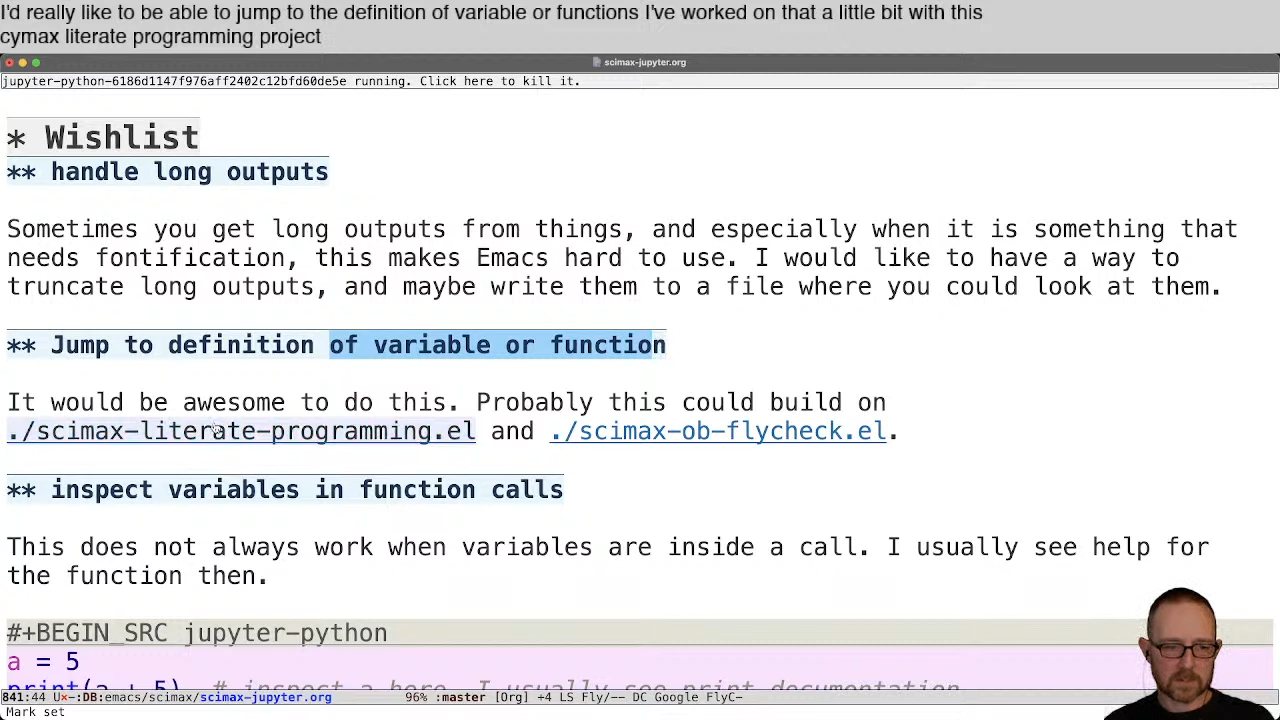 I'd really like to be able to jump to the definition of variable or functions I've worked on that a little bit with this
cymax literate programming project
scimax-jupyter.org
jupyter-python-6186d1147f976aff2402c12bfd60de5e running. Click here to kill it.
* Wishlist
** handle long outputs
Sometimes you get long outputs from things, and especially when it is something that
needs fontification, this makes Emacs hard to use. I would like to have a way to
truncate long outputs, and maybe write them to a file where you could look at them.
** Jump to definition of variable or function
It would be awesome to do this. Probably this could build on
./scimax-literate-programming.el and ./scimax-ob-flycheck.el.
** inspect variables in function calls
This does not always work when variables are inside a call. I usually see help for
the function then.
#+BEGIN_SRC jupyter-python
a = 5
print(a + 5)  # inspect a here, I usually see print documentation
841:44 U×-:DB:emacs/scimax/scimax-jupyter.org 96% :master [Org] +4 LS Fly/-- DC Google FlyC-
Mark set